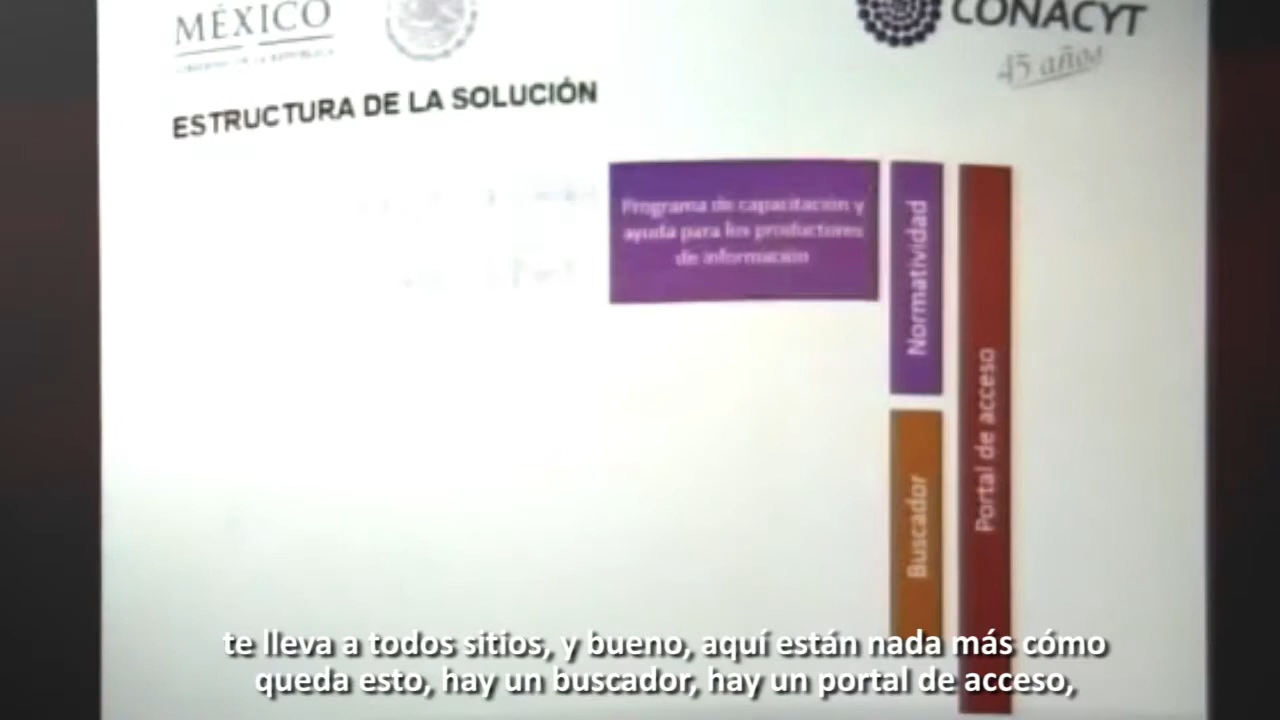 MÉXICO
CONACYT
45 años
ESTRUCTURA DE LA SOLUCIÓN
Programa de capacitación y
ayuda para los productores
de información
Normatividad
Portal de acceso
Buscador
te lleva a todos sitios, y bueno, aquí están nada más cómo
queda esto, hay un buscador, hay un portal de acceso,